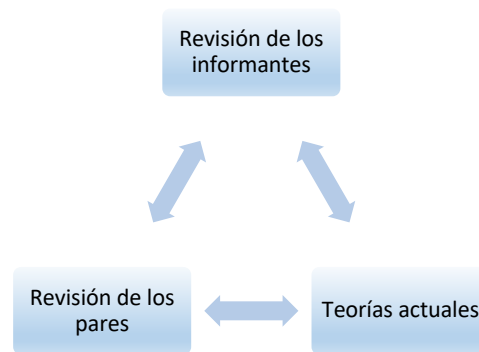 Revisión de los
informantes
Revisión de los
pares
Teorías actuales